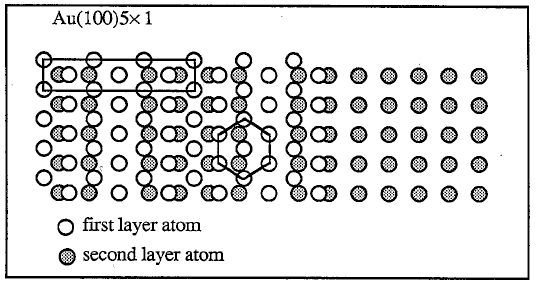 Au(100)5×1
first layer atom
second layer atom